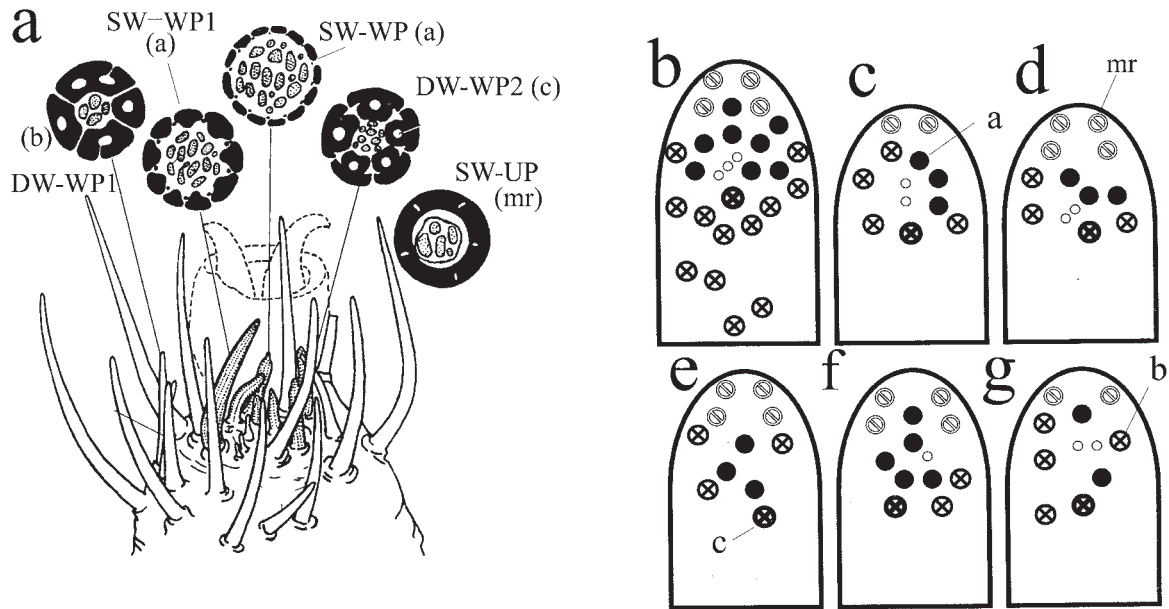 a
SW-WP1
(a)
SW-WP (a)
DW-WP2 (c)
(b)
DW-WP1
SW-UP
(mr)
b
c
d
mr
a
e
f
g
b
c